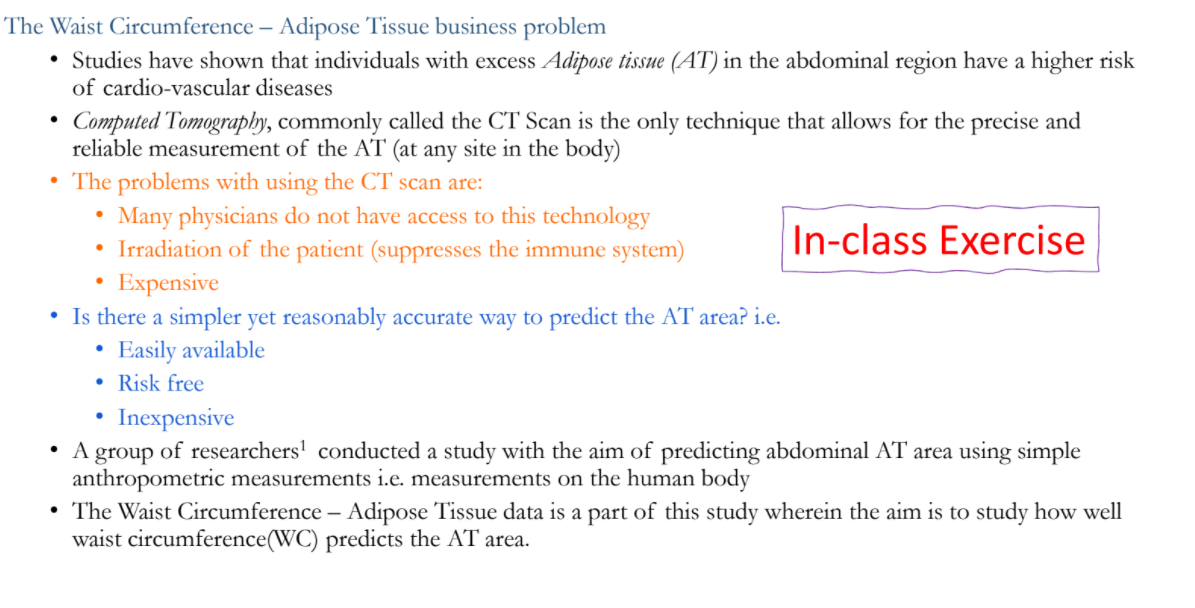 The Waist Circumference – Adipose Tissue business problem
• Studies have shown that individuals with excess Adipose tissue (AT) in the abdominal region have a higher risk
of cardio-vascular diseases
• Computed Tomography, commonly called the CT Scan is the only technique that allows for the precise and
reliable measurement of the AT (at any site in the body)
• The problems with using the CT scan are:
• Many physicians do not have access to this technology
• Irradiation of the patient (suppresses the immune system)
• Expensive
In-class Exercise
• Is there a simpler yet reasonably accurate way to predict the AT area? i.e.
• Easily available
• Risk free
• Inexpensive
• A group of researchers¹ conducted a study with the aim of predicting abdominal AT area using simple
anthropometric measurements i.e. measurements on the human body
• The Waist Circumference – Adipose Tissue data is a part of this study wherein the aim is to study how well
waist circumference(WC) predicts the AT area.